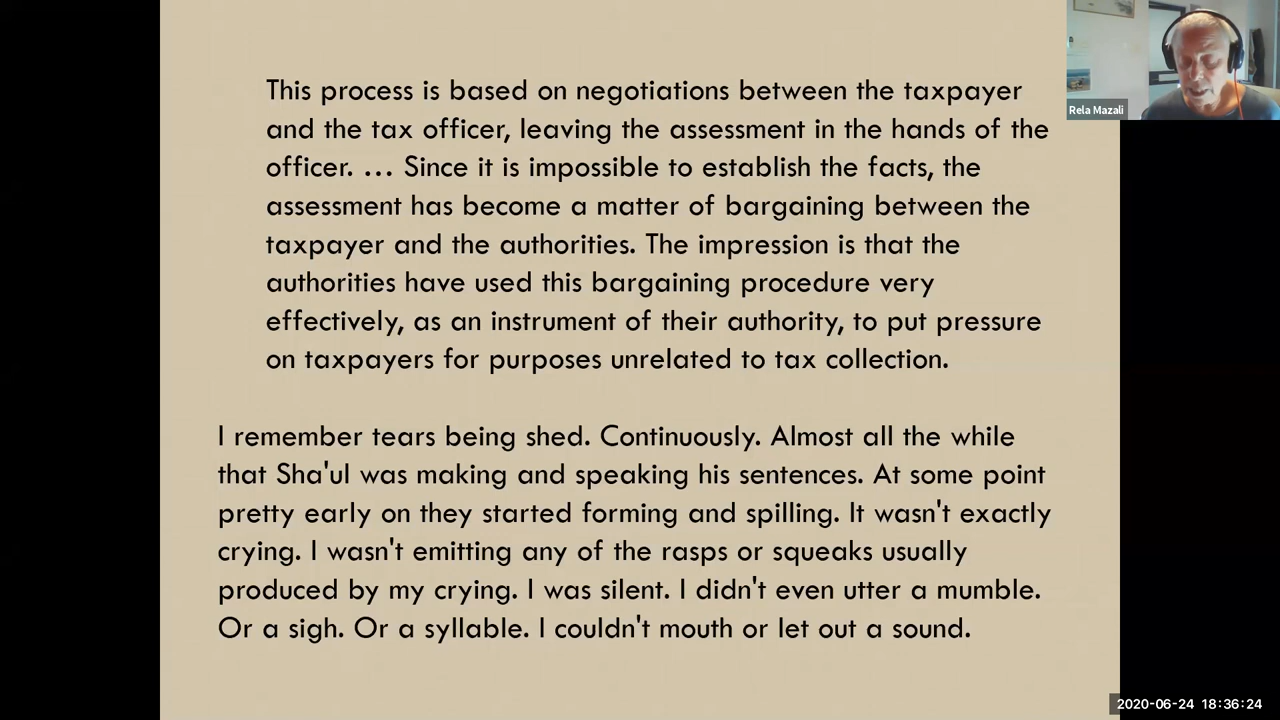 This process is based on negotiations between the taxpayer
and the tax officer, leaving the assessment in the hands of the
officer. … Since it is impossible to establish the facts, the
assessment has become a matter of bargaining between the
taxpayer and the authorities. The impression is that the
authorities have used this bargaining procedure very
effectively, as an instrument of their authority, to put pressure
on taxpayers for purposes unrelated to tax collection.
I remember tears being shed. Continuously. Almost all the while
that Sha'ul was making and speaking his sentences. At some point
pretty early on they started forming and spilling. It wasn't exactly
crying. I wasn't emitting any of the rasps or squeaks usually
produced by my crying. I was silent. I didn't even utter a mumble.
Or a sigh. Or a syllable. I couldn't mouth or let out a sound.
Rela Mazali
2020-06-24 18:36:24